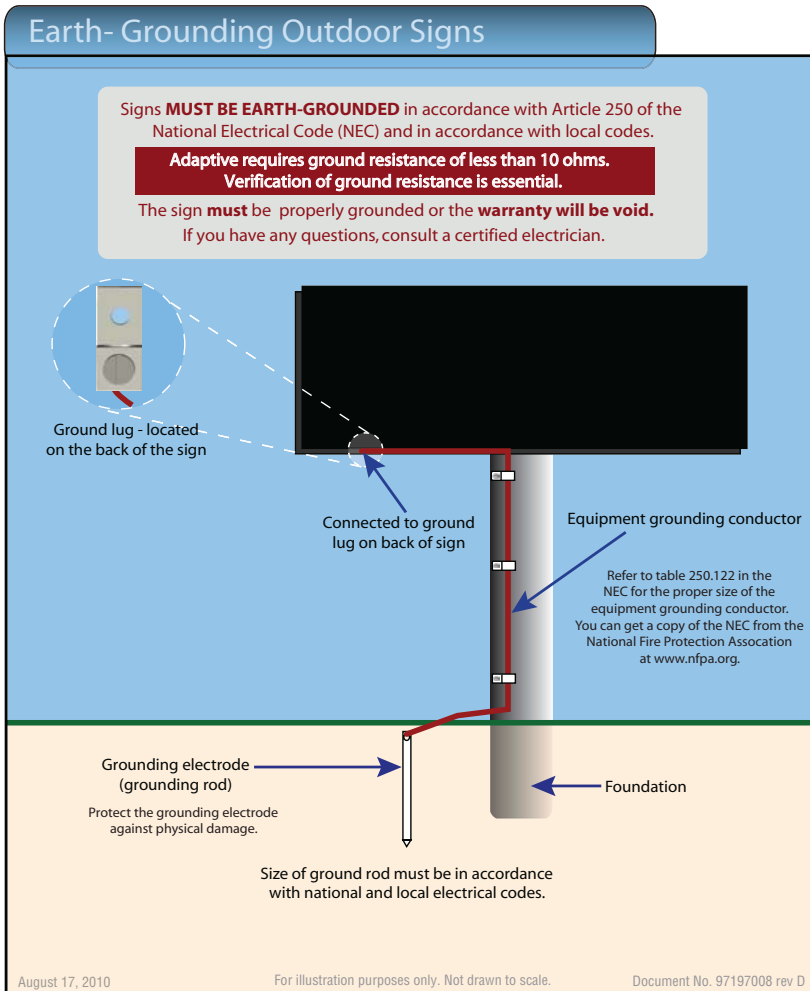 Earth- Grounding Outdoor Signs
Signs MUST BE EARTH-GROUNDED in accordance with Article 250 of the
National Electrical Code (NEC) and in accordance with local codes.
Adaptive requires ground resistance of less than 10 ohms.
Verification of ground resistance is essential.
The sign must be properly grounded or the warranty will be void.
If you have any questions, consult a certified electrician.
Ground lug - located
on the back of the sign
Connected to ground
lug on back of sign
Equipment grounding conductor
Refer to table 250.122 in the
NEC for the proper size of the
equipment grounding conductor.
You can get a copy of the NEC from the
National Fire Protection Assocation
at www.nfpa.org.
Grounding electrode
(grounding rod)
Protect the grounding electrode
against physical damage.
Foundation
Size of ground rod must be in accordance
with national and local electrical codes.
August 17, 2010
For illustration purposes only. Not drawn to scale.
Document No. 97197008 rev D